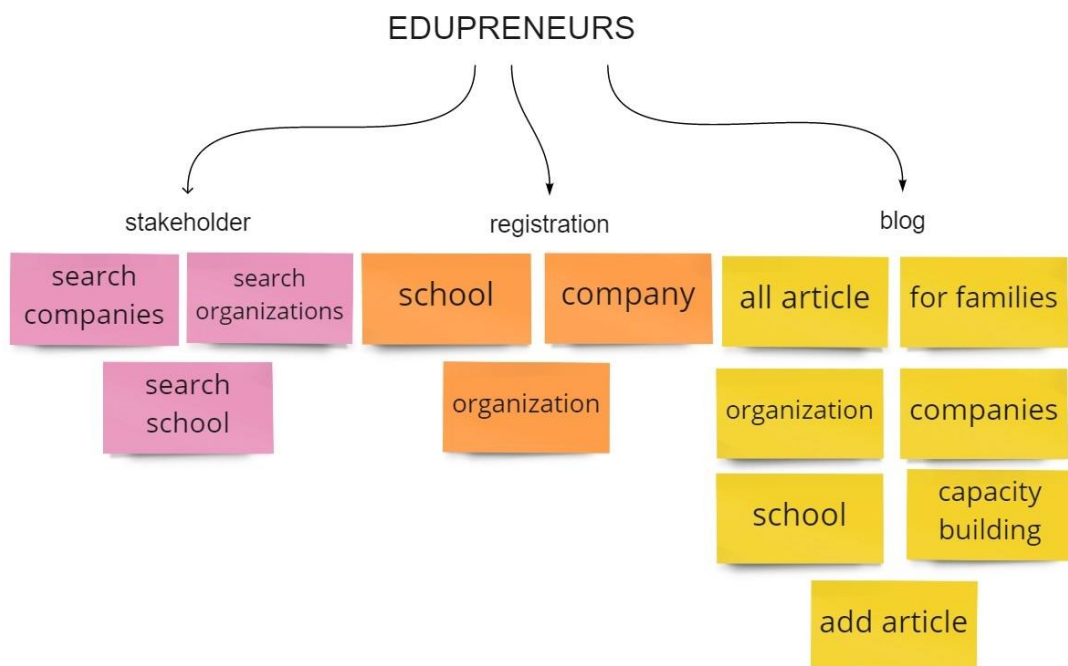 EDUPRENEURS
stakeholder
registration
blog
search
companies
search
organizations
search
school
school
company
organization
all article
for families
organization
companies
school
capacity
building
add article